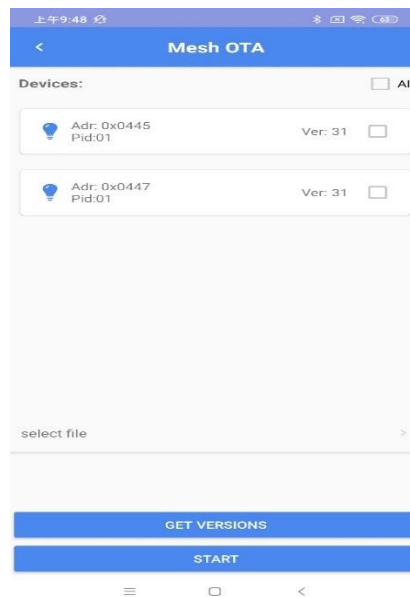 上午9:48
Mesh OTA
Devices:
Al
Adr: 0x0445
Pid:01
Ver: 31
Adr: 0x0447
Pid:01
Ver: 31
select file
GET VERSIONS
START